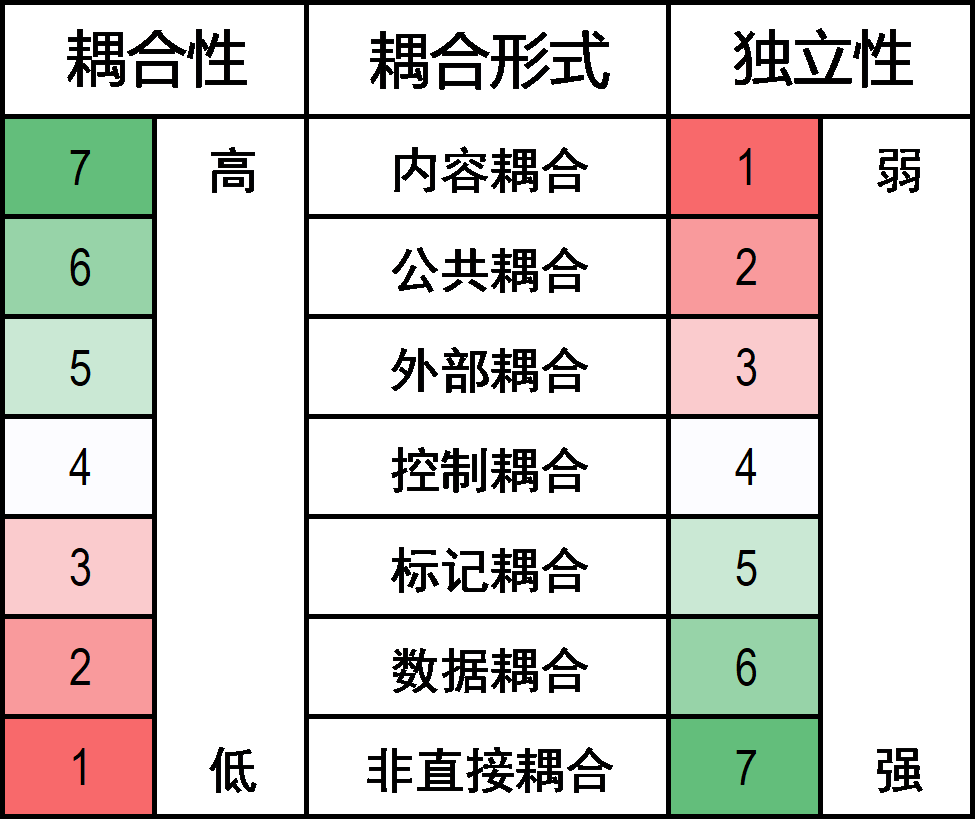 耦合性 耦合形式 独立性
7 高 内容耦合 1 弱
6 公共耦合 2
5 外部耦合 3
4 控制耦合 4
3 标记耦合 5
2 数据耦合 6
1 低 非直接耦合 7 强